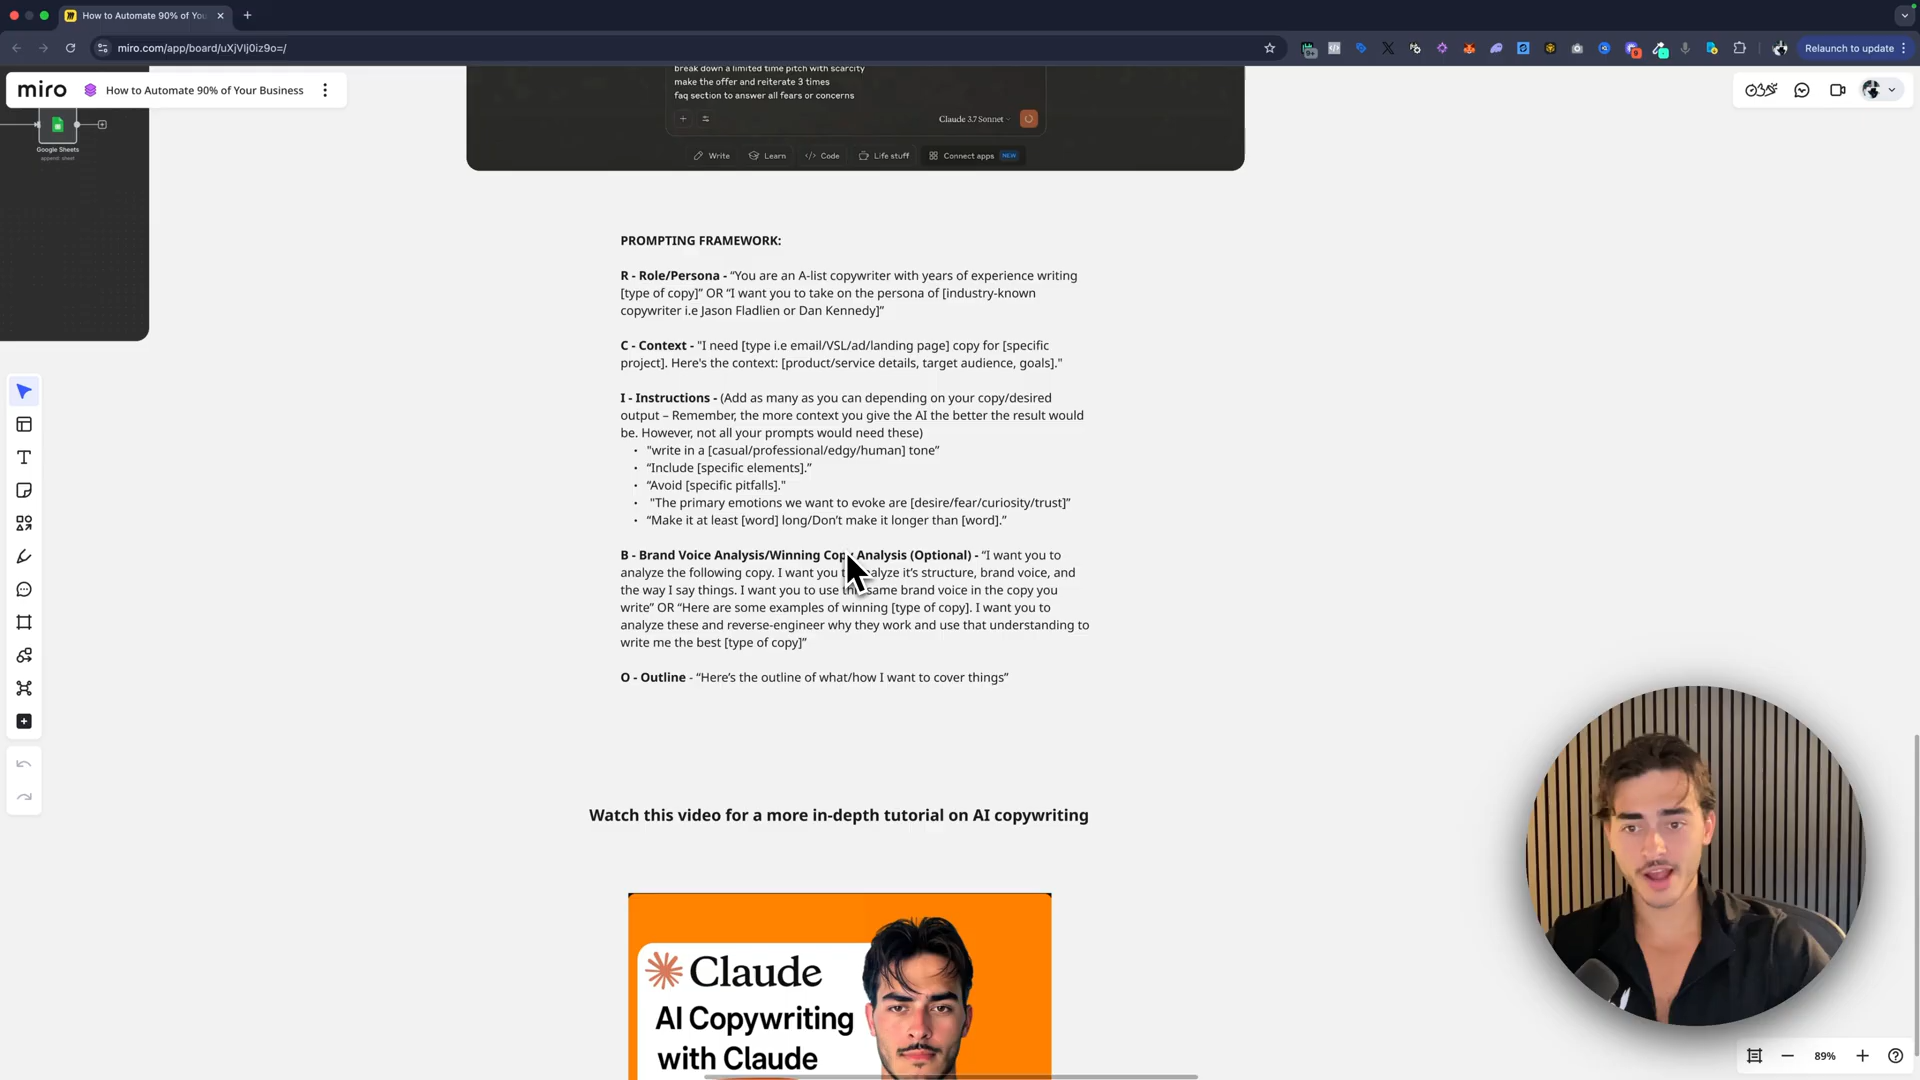 How to Automate 90% of You
miro.com/app/board/uXjVIj0iz9o=/
Relaunch to update
miro
How to Automate 90% of Your Business
Google Sheets
append: sheet
break down a limited time pitch with scarcity
make the offer and reiterate 3 times
faq section to answer all fears or concerns
Claude 3.7 Sonnet
Write
Learn
Code
Life stuff
Connect apps NEW
PROMPTING FRAMEWORK:
R - Role/Persona - “You are an A-list copywriter with years of experience writing
[type of copy]” OR “I want you to take on the persona of [industry-known
copywriter i.e Jason Fladlien or Dan Kennedy]”
C - Context - "I need [type i.e email/VSL/ad/landing page] copy for [specific
project]. Here's the context: [product/service details, target audience, goals]."
I - Instructions - (Add as many as you can depending on your copy/desired
output – Remember, the more context you give the AI the better the result would
be. However, not all your prompts would need these)
• "write in a [casual/professional/edgy/human] tone”
• “Include [specific elements].”
• “Avoid [specific pitfalls]."
• "The primary emotions we want to evoke are [desire/fear/curiosity/trust]”
• “Make it at least [word] long/Don’t make it longer than [word].”
B - Brand Voice Analysis/Winning Copy Analysis (Optional) - “I want you to
analyze the following copy. I want you analyze it’s structure, brand voice, and
the way I say things. I want you to use same brand voice in the copy you
write” OR “Here are some examples of winning [type of copy]. I want you to
analyze these and reverse-engineer why they work and use that understanding to
write me the best [type of copy]”
O - Outline - “Here’s the outline of what/how I want to cover things”
Watch this video for a more in-depth tutorial on AI copywriting
Claude
AI Copywriting
with Claude
89%